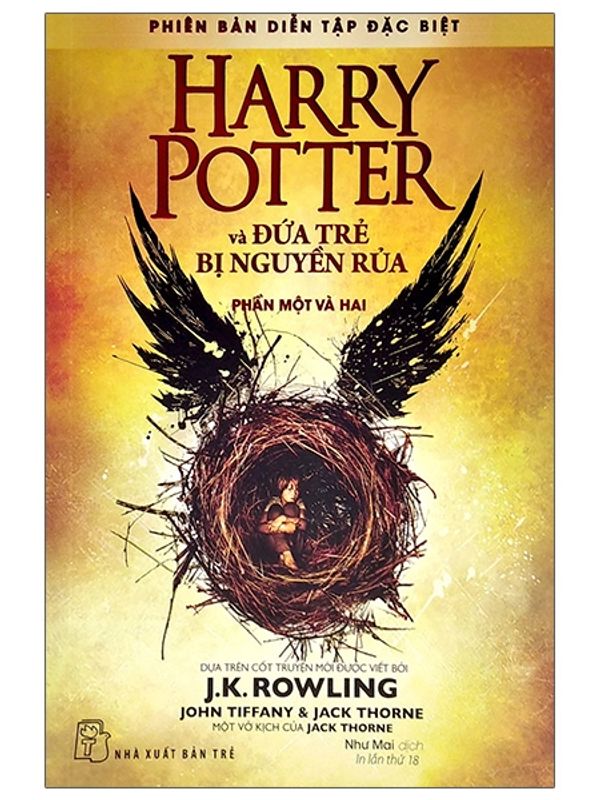 PHIÊN BẢN DIỄN TẬP ĐẶC BIỆT
HARRY
POTTER
và ĐỨA TRẺ
BỊ NGUYỀN RỦA
PHẦN MỘT VÀ HAI
DỰA TRÊN CỐT TRUYỆN MỚI ĐƯỢC VIẾT BỞI
J.K. ROWLING
JOHN TIFFANY & JACK THORNE
MỘT VỞ KỊCH CỦA JACK THORNE
Như Mai dịch
In lần thứ 18
NHÀ XUẤT BẢN TRẺ